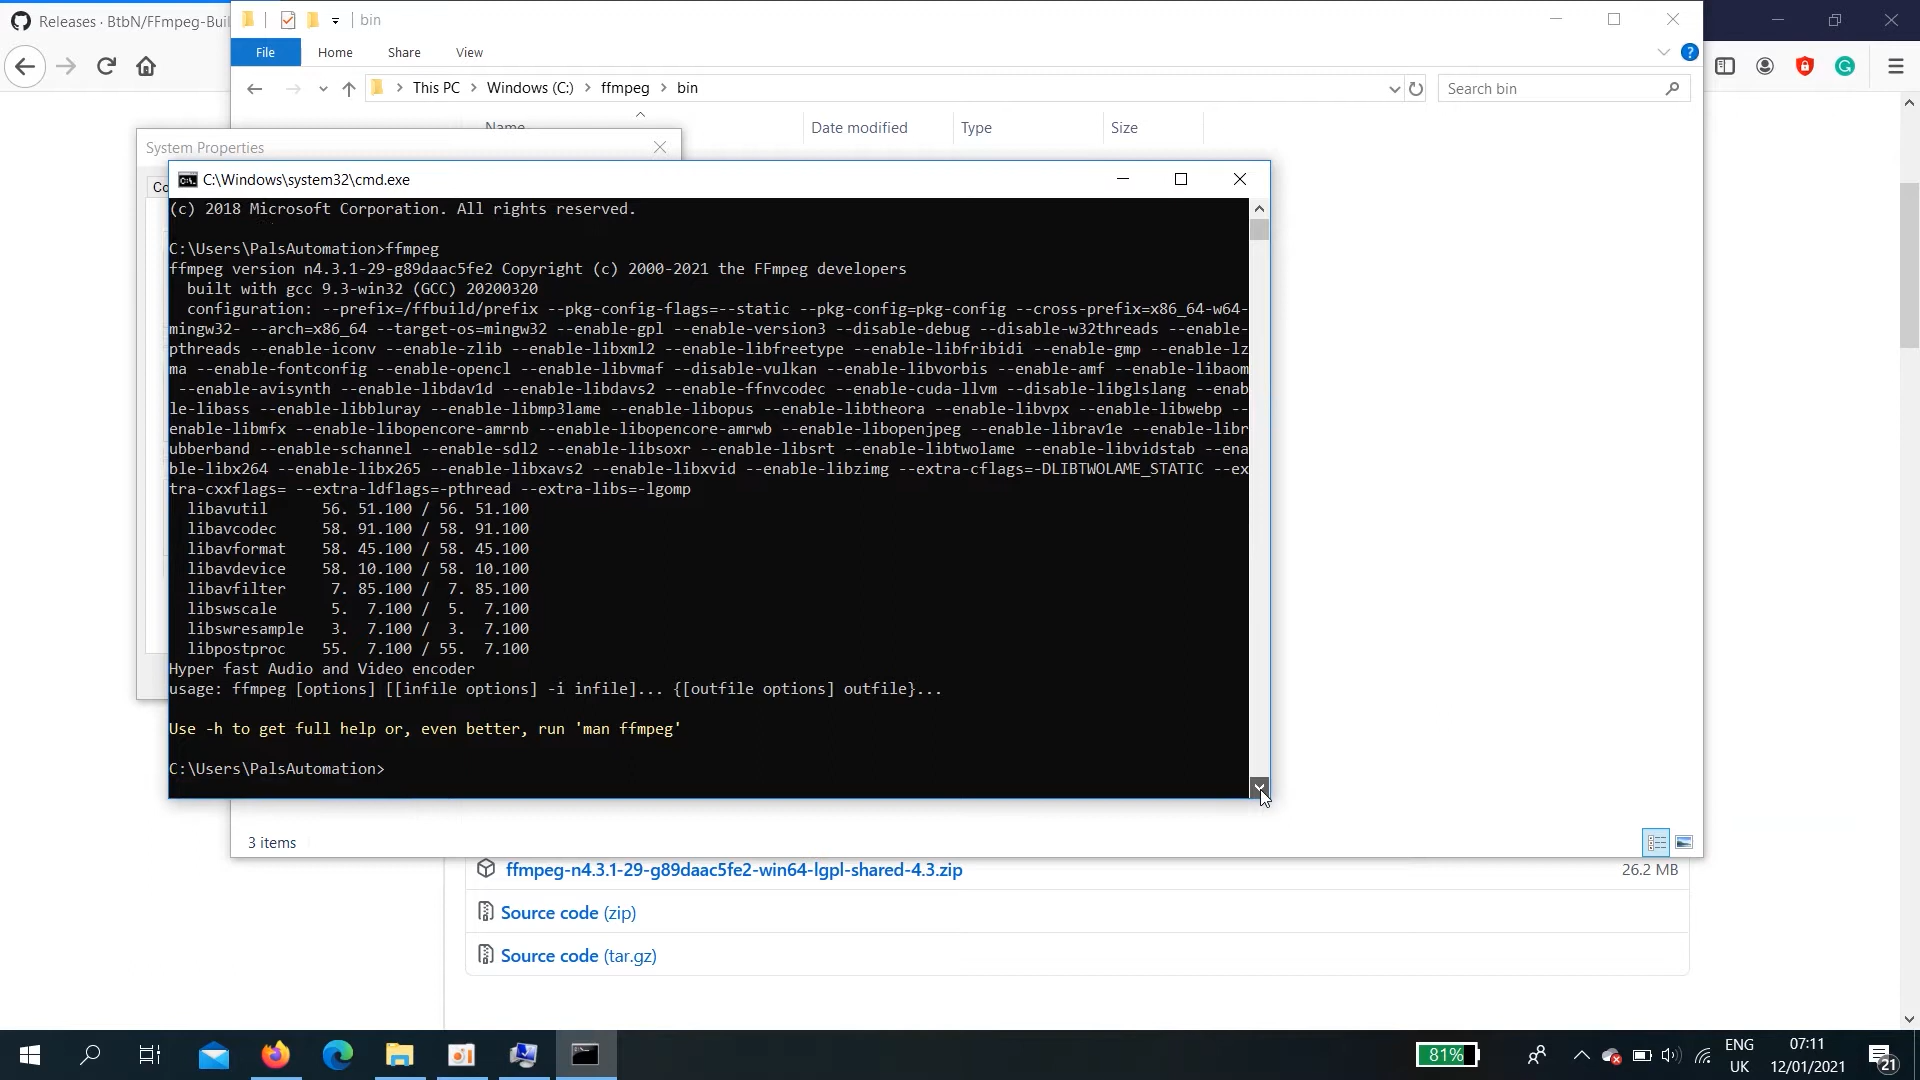 Releases · BtbN/FFmpeg-Buil
bin
File Home Share View
This PC Windows (C:) ffmpeg bin
Search bin
Name Date modified Type Size
System Properties
Co
C:\Windows\system32\cmd.exe
(c) 2018 Microsoft Corporation. All rights reserved.
C:\Users\PalsAutomation>ffmpeg
ffmpeg version n4.3.1-29-g89daac5fe2 Copyright (c) 2000-2021 the FFmpeg developers
built with gcc 9.3-win32 (GCC) 20200320
configuration: --prefix=/ffbuild/prefix --pkg-config-flags=--static --pkg-config=pkg-config --cross-prefix=x86_64-w64-
mingw32- --arch=x86_64 --target-os=mingw32 --enable-gpl --enable-version3 --disable-debug --disable-w32threads --enable-
pthreads --enable-iconv --enable-zlib --enable-libxml2 --enable-libfreetype --enable-libfribidi --enable-gmp --enable-lz
ma --enable-fontconfig --enable-opencl --enable-libvmaf --disable-vulkan --enable-libvorbis --enable-amf --enable-libaom
--enable-avisynth --enable-libdav1d --enable-libdavs2 --enable-ffnvcodec --enable-cuda-llvm --disable-libglslang --enab
le-libass --enable-libbluray --enable-libmp3lame --enable-libopus --enable-libtheora --enable-libvpx --enable-libwebp --
enable-libmfx --enable-libopencore-amrnb --enable-libopencore-amrwb --enable-libopenjpeg --enable-librav1e --enable-libr
ubberband --enable-schannel --enable-sdl2 --enable-libsoxr --enable-libsrt --enable-libtwolame --enable-libvidstab --ena
ble-libx264 --enable-libx265 --enable-libxavs2 --enable-libxvid --enable-libzimg --extra-cflags=-DLIBTWOLAME_STATIC --ex
tra-cxxflags= --extra-ldflags=-pthread --extra-libs=-lgomp
libavutil 56. 51.100 / 56. 51.100
libavcodec 58. 91.100 / 58. 91.100
libavformat 58. 45.100 / 58. 45.100
libavdevice 58. 10.100 / 58. 10.100
libavfilter 7. 85.100 / 7. 85.100
libswscale 5. 7.100 / 5. 7.100
libswresample 3. 7.100 / 3. 7.100
libpostproc 55. 7.100 / 55. 7.100
Hyper fast Audio and Video encoder
usage: ffmpeg [options] [[infile options] -i infile]... {[outfile options] outfile}...
Use -h to get full help or, even better, run 'man ffmpeg'
C:\Users\PalsAutomation>
3 items
ffmpeg-n4.3.1-29-g89daac5fe2-win64-lgpl-shared-4.3.zip 26.2 MB
Source code (zip)
Source code (tar.gz)
81%
ENG
UK
07:11
12/01/2021
21